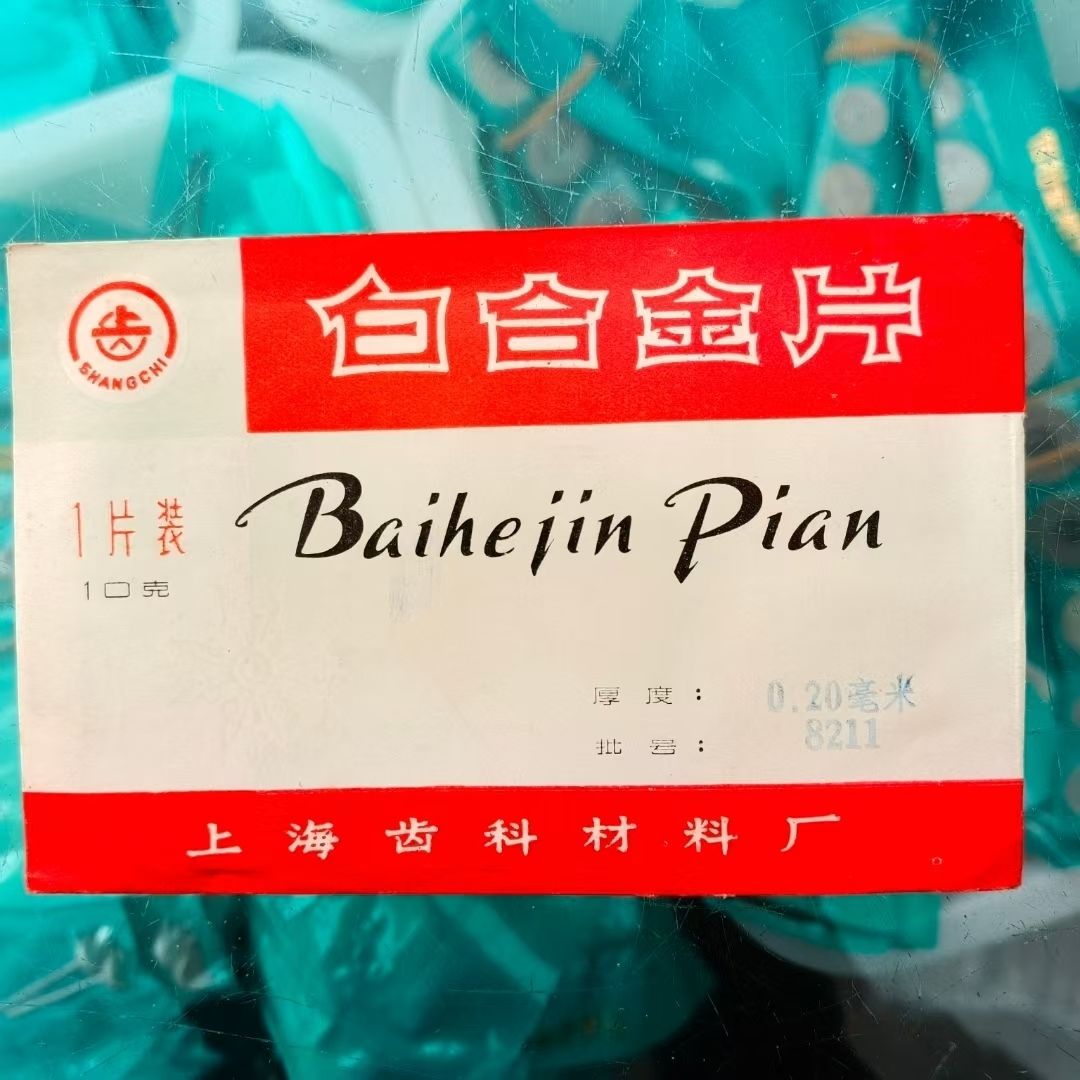 白合金片
SHANGCHI
Baihejin Pian
1片装
10克
厚度： 0.20毫米
批号： 8211
上海齿科材料厂